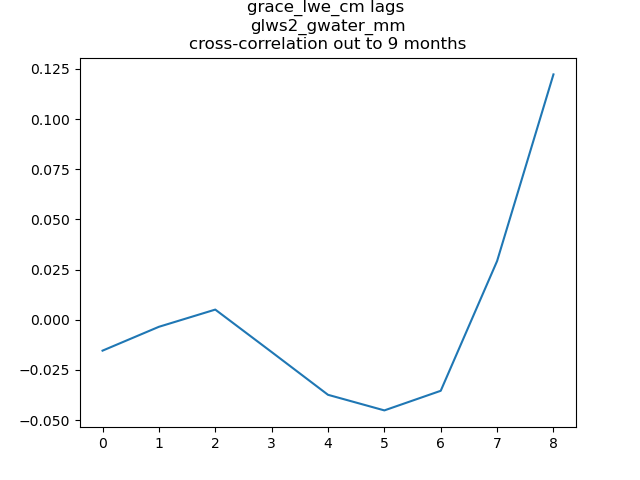 grace_lwe_cm lags
glws2_gwater_mm
cross-correlation out to 9 months
0.125
0.100
0.075
0.050
0.025
0.000
−0.025
−0.050
0 1 2 3 4 5 6 7 8